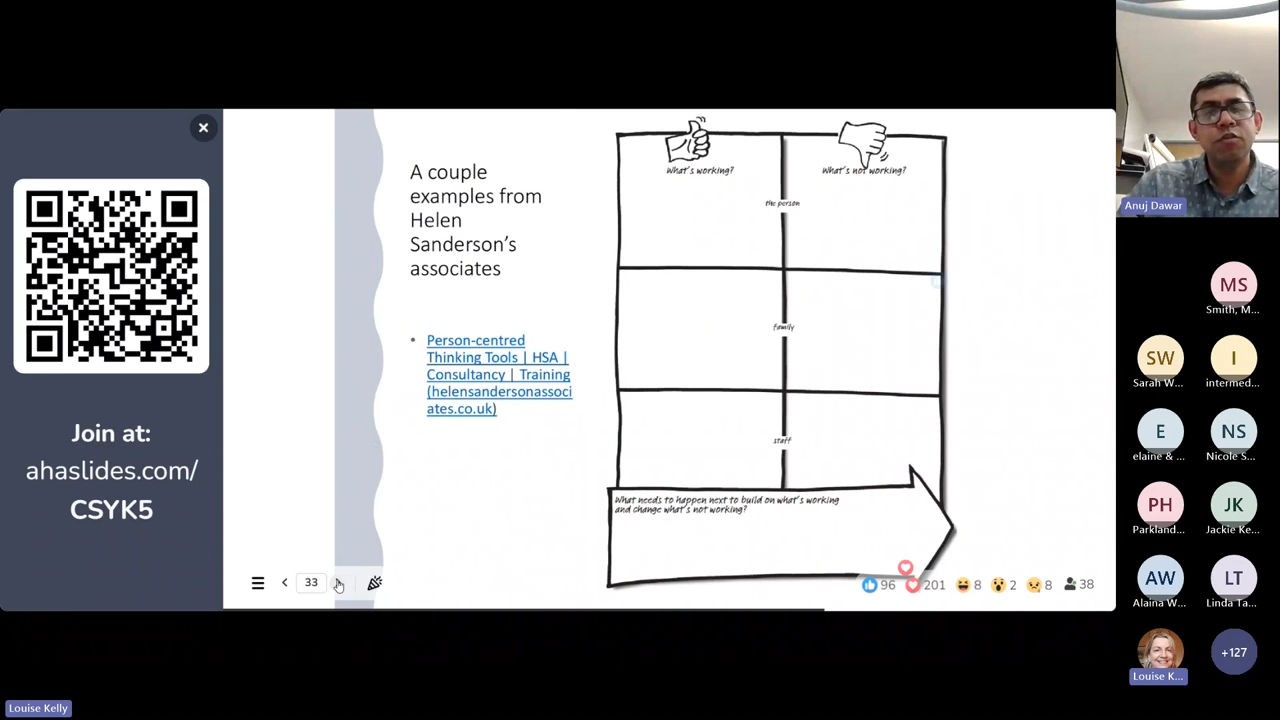 Join at:
ahaslides.com/
CSYK5
A couple
examples from
Helen
Sanderson’s
associates
• Person-centred
Thinking Tools | HSA |
Consultancy | Training
(helensandersonassoci
ates.co.uk)
What's working?
What's not working?
the person
family
staff
What needs to happen next to build on what's working
and change what's not working?
33
96
201
8
2
8
38
Anuj Dawar
MS
Smith, M...
SW
Sarah W...
I
intermed...
E
elaine & ...
NS
Nicole S...
PH
Parkland...
JK
Jackie Ke...
AW
Alaina W...
LT
Linda Ta...
Louise K...
+127
Louise Kelly